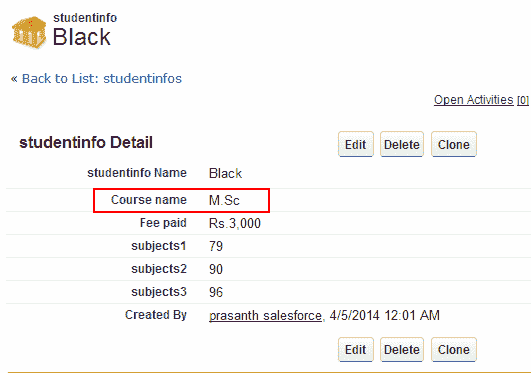 studentinfo
Black
« Back to List: studentinfos
Open Activities [0]
studentinfo Detail Edit Delete Clone
studentinfo Name Black
Course name M.Sc
Fee paid Rs.3,000
subjects1 79
subjects2 90
subjects3 96
Created By prasanth salesforce, 4/5/2014 12:01 AM
Edit Delete Clone